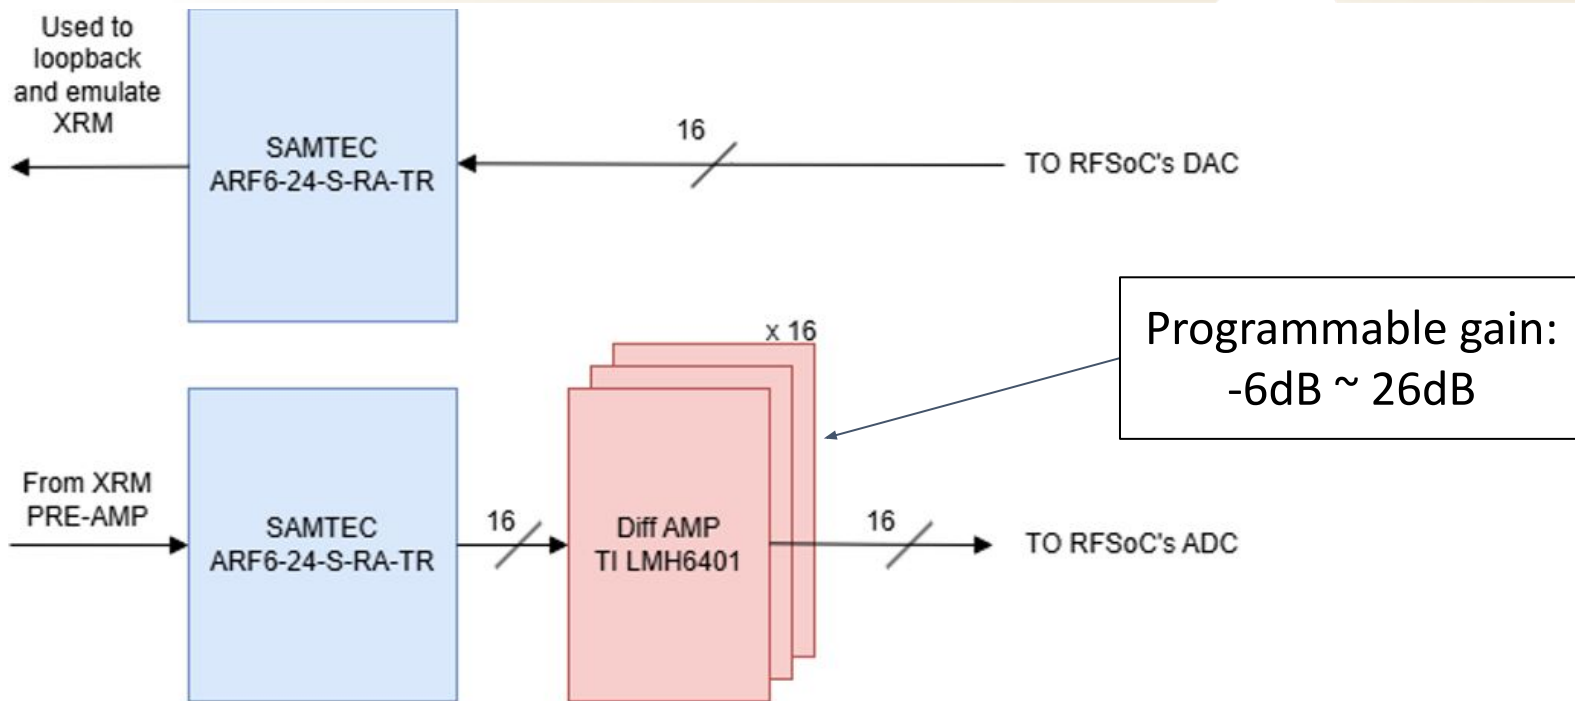 Used to
loopback
and emulate
XRM
SAMTEC
ARF6-24-S-RA-TR
16
TO RFSoC's DAC
Programmable gain:
-6dB ~ 26dB
x 16
From XRM
PRE-AMP
SAMTEC
ARF6-24-S-RA-TR
16
Diff AMP
TI LMH6401
16
TO RFSoC's ADC